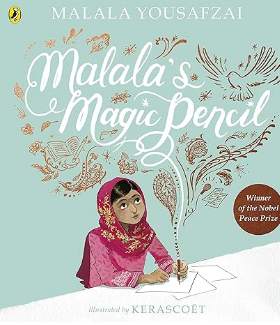 MALALA YOUSAFZAI
Malala's
Magic Pencil
Winner
of the Nobel
Peace Prize
Illustrated by KERASCOËT